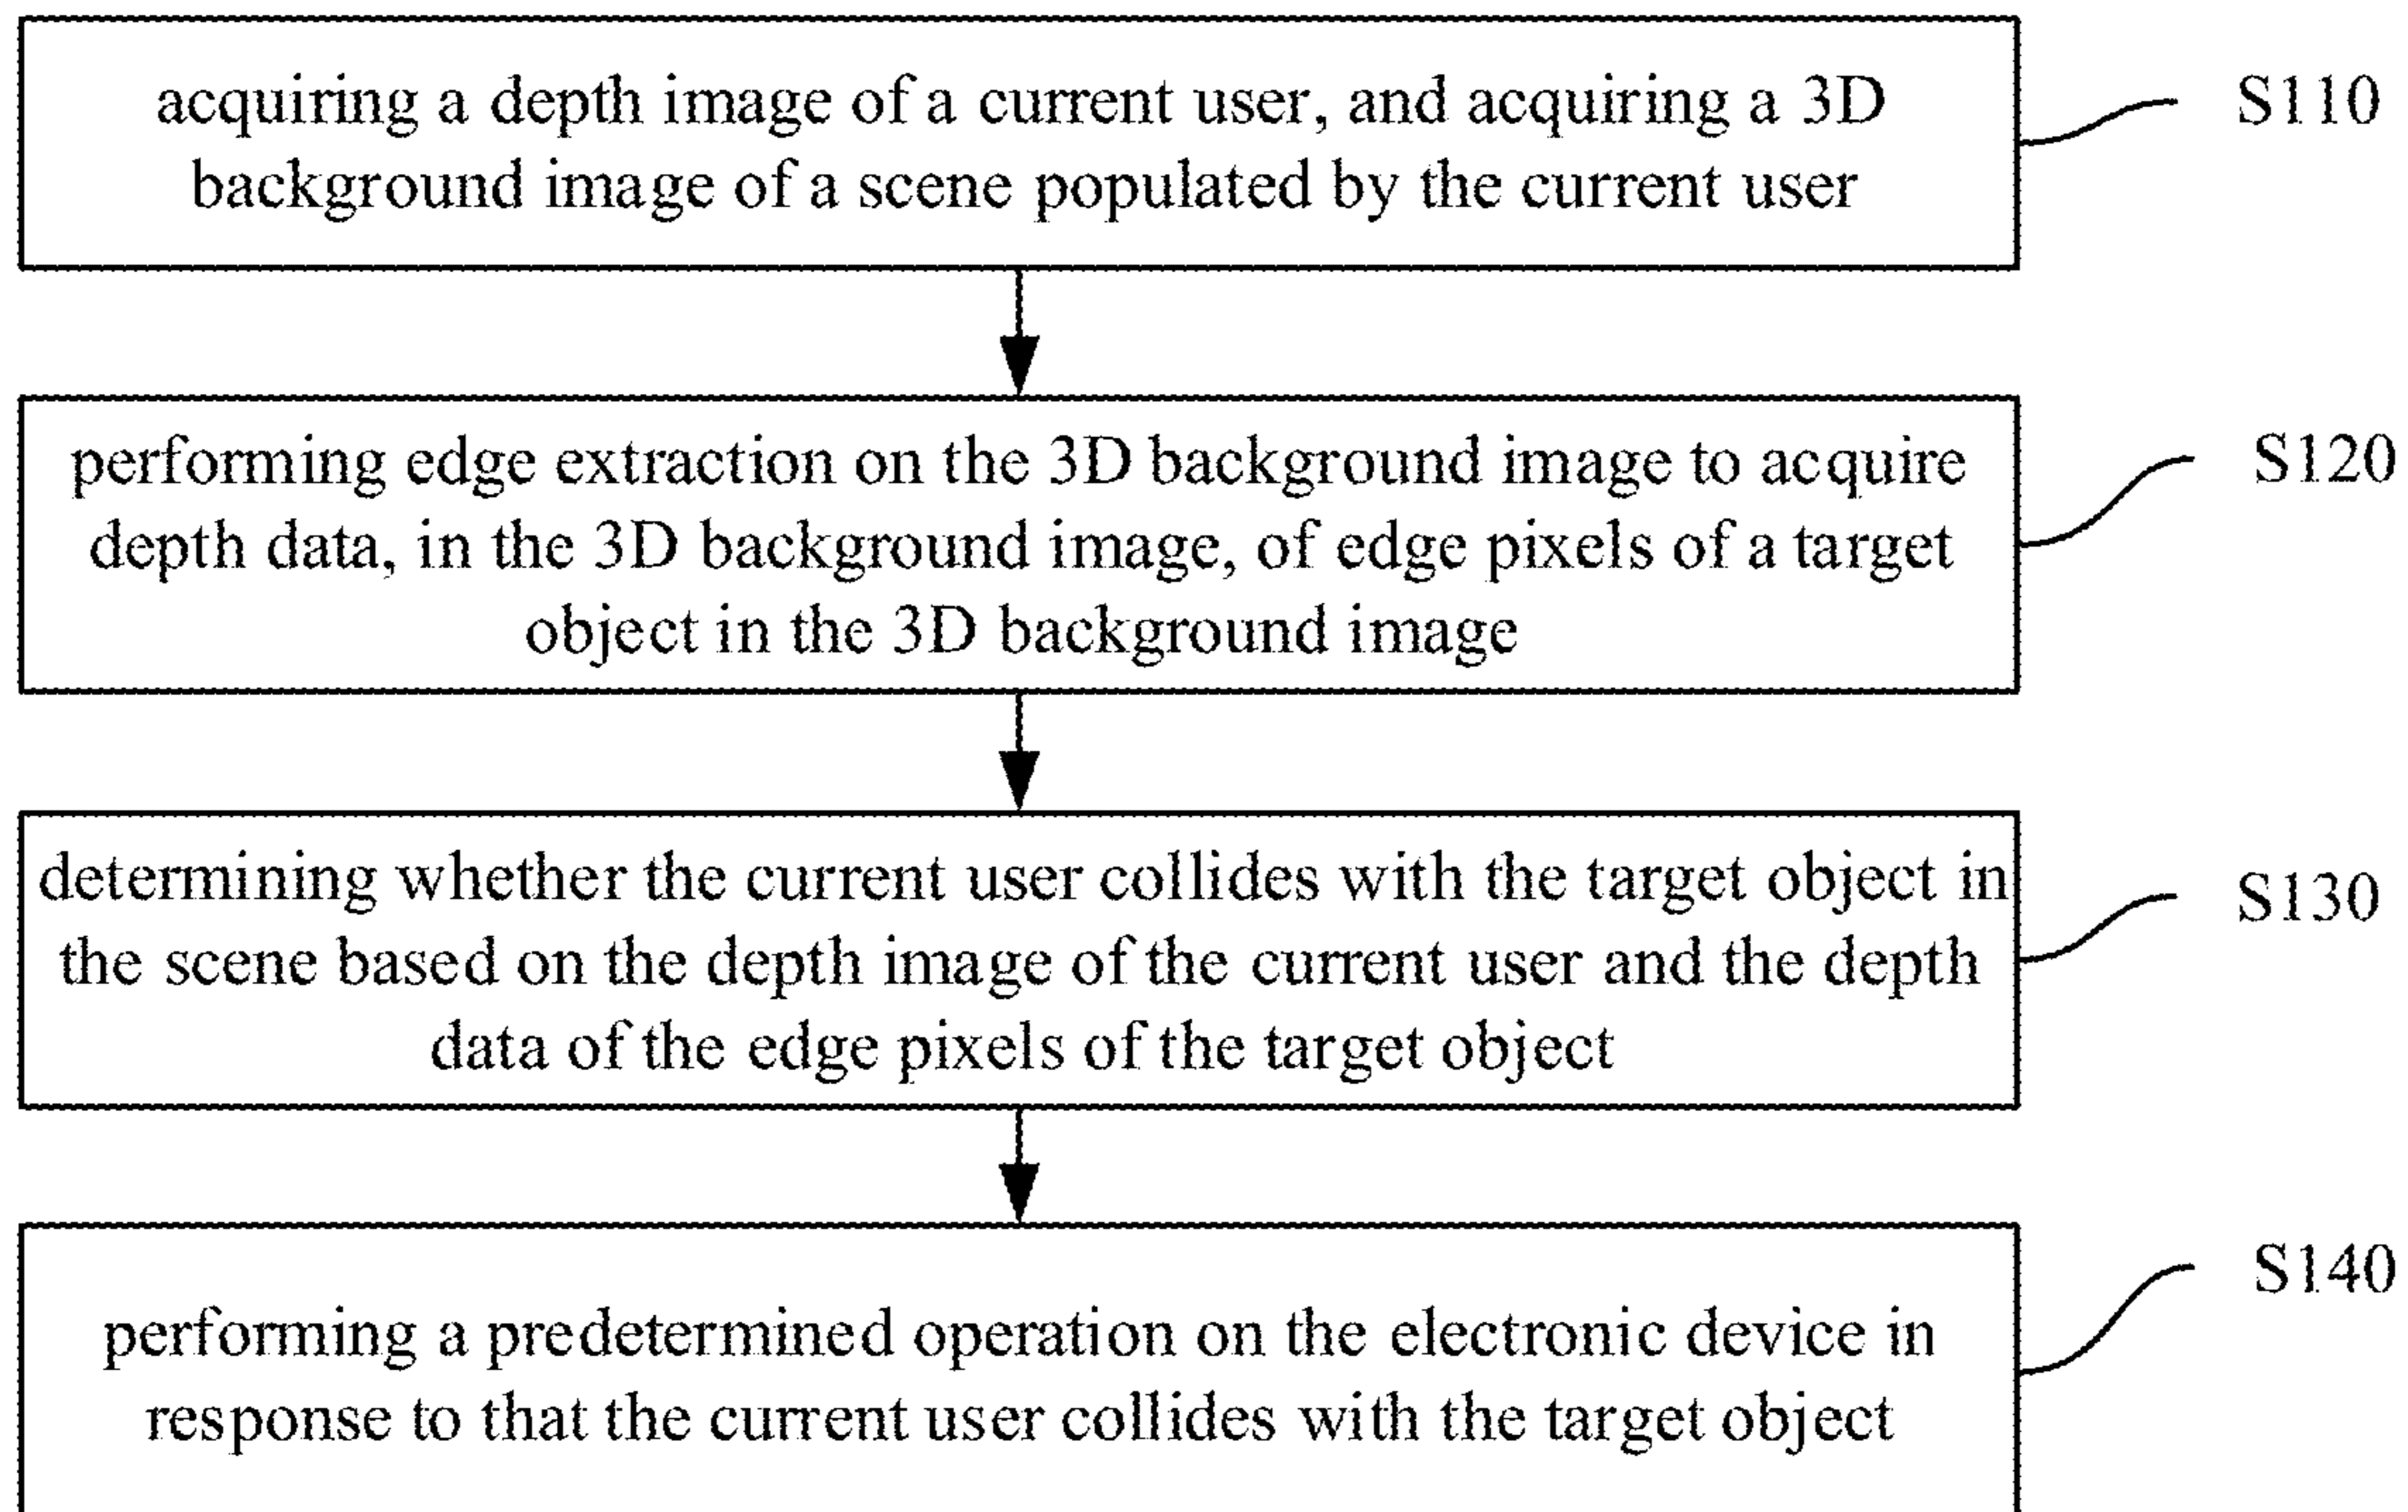 acquiring a depth image of a current user, and acquiring a 3D
background image of a scene populated by the current user
S110
performing edge extraction on the 3D background image to acquire
depth data, in the 3D background image, of edge pixels of a target
object in the 3D background image
S120
determining whether the current user collides with the target object in
the scene based on the depth image of the current user and the depth
data of the edge pixels of the target object
S130
performing a predetermined operation on the electronic device in
response to that the current user collides with the target object
S140